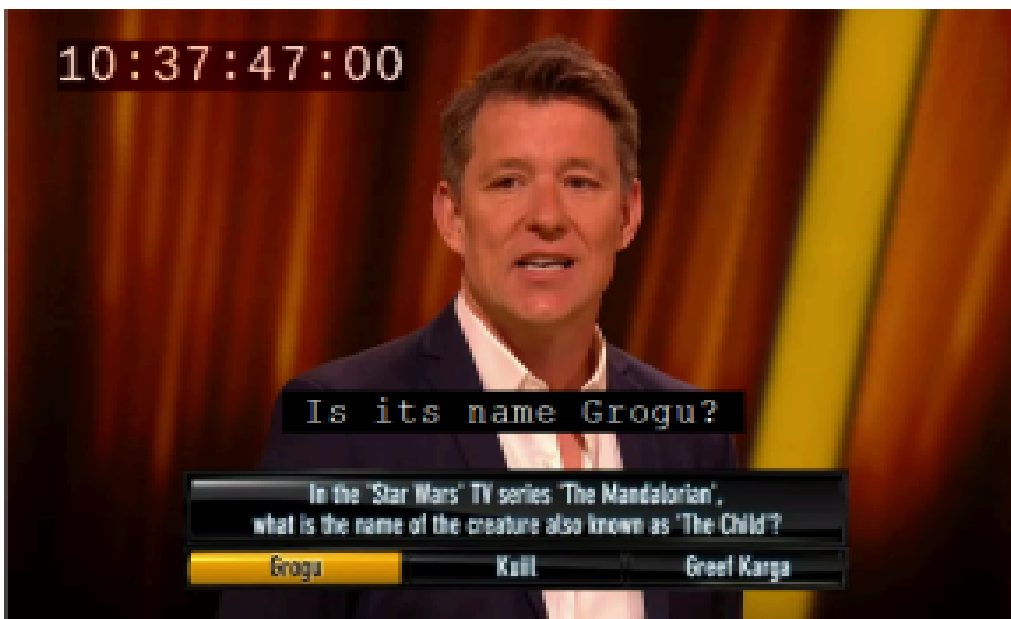 10:37:47:00
Is its name Grogu?
In the 'Star Wars' TV series 'The Mandalorian',
what is the name of the creature also known as 'The Child'?
Grogu Kuiil Greef Karga